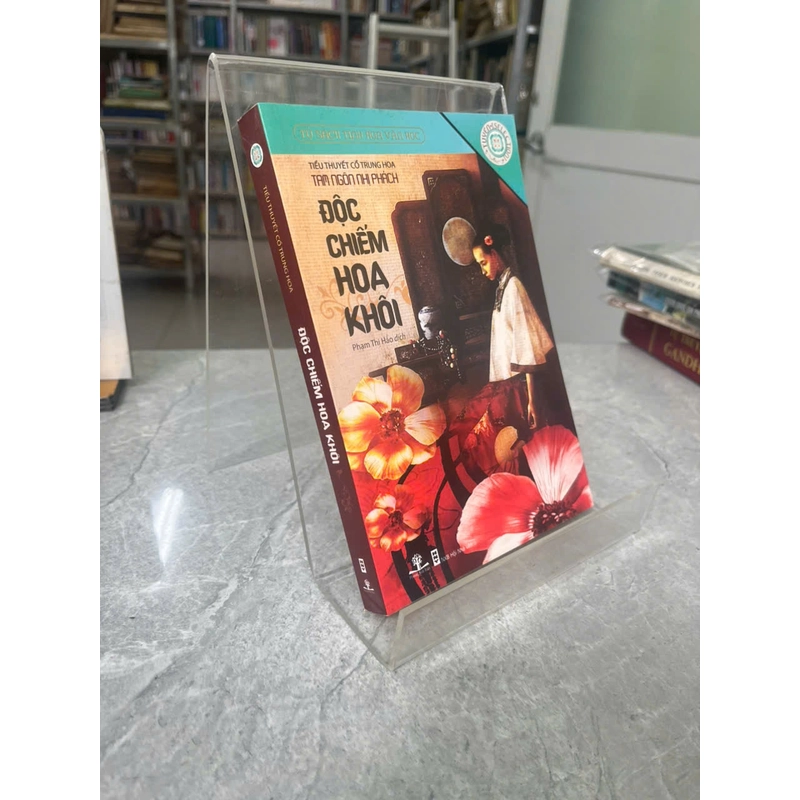 TIỂU THUYẾT CỔ TRUNG HOA
TAM NGÔN NHỊ PHÁCH
ĐỘC
CHIẾM
HOA
KHÔI
Phạm Thị Hảo dịch
TIỂU THUYẾT CỔ TRUNG HOA
ĐỘC CHIẾM HOA KHÔI
GANDH